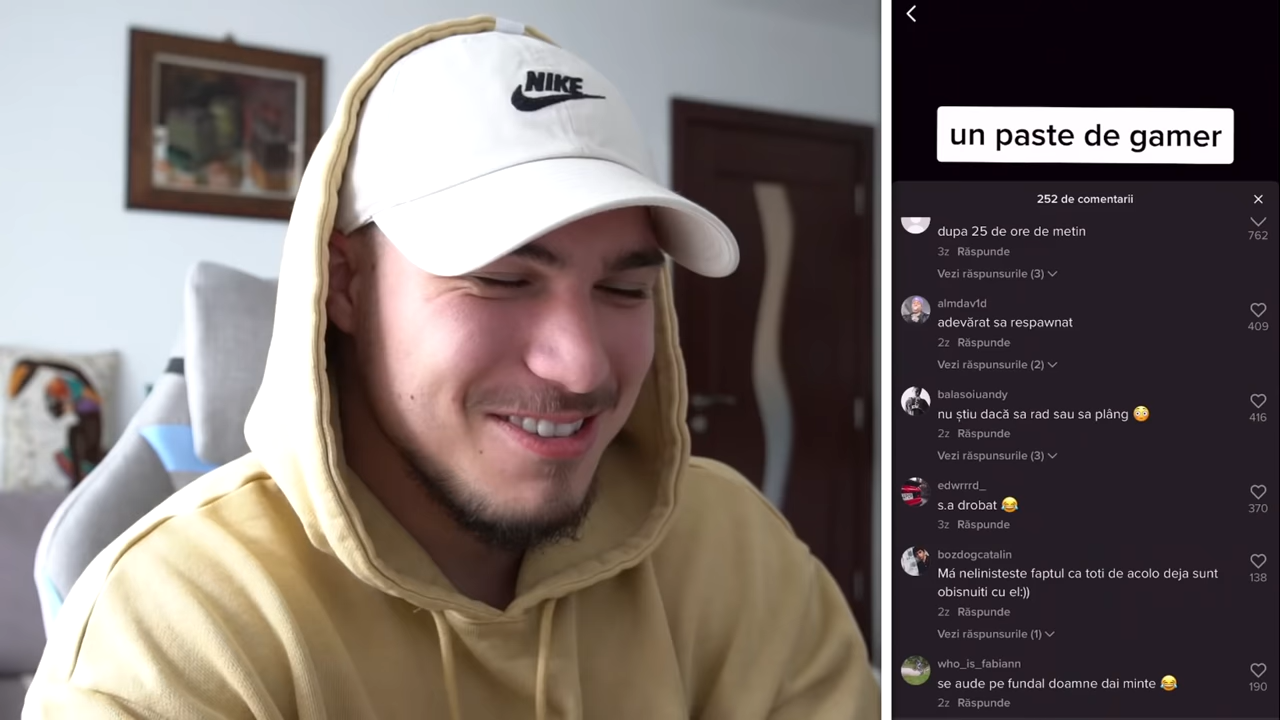 NIKE
un paste de gamer
252 de comentarii
dupa 25 de ore de metin
762
3z Răspunde
Vezi răspunsurile (3)
almdav1d
adevărat sa respawnat
409
2z Răspunde
Vezi răspunsurile (2)
balasoiuandy
nu știu dacă sa rad sau sa plâng 😳
416
2z Răspunde
Vezi răspunsurile (3)
edwrrrd_
s.a drobat 😂
370
3z Răspunde
bozdogcatalin
Má nelinisteste faptul ca toti de acolo deja sunt
obisnuiti cu el:))
138
2z Răspunde
Vezi răspunsurile (1)
who_is_fabiann
se aude pe fundal doamne dai minte 😂
190
2z Răspunde